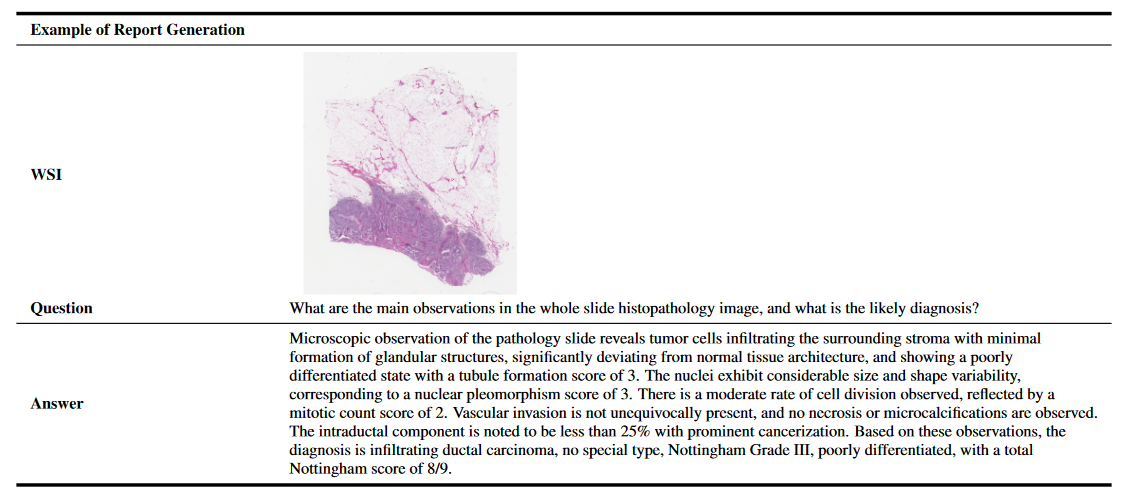 Example of Report Generation
WSI
Question What are the main observations in the whole slide histopathology image, and what is the likely diagnosis?
Answer
Microscopic observation of the pathology slide reveals tumor cells infiltrating the surrounding stroma with minimal
formation of glandular structures, significantly deviating from normal tissue architecture, and showing a poorly
differentiated state with a tubule formation score of 3. The nuclei exhibit considerable size and shape variability,
corresponding to a nuclear pleomorphism score of 3. There is a moderate rate of cell division observed, reflected by a
mitotic count score of 2. Vascular invasion is not unequivocally present, and no necrosis or microcalcifications are observed.
The intraductal component is noted to be less than 25% with prominent cancerization. Based on these observations, the
diagnosis is infiltrating ductal carcinoma, no special type, Nottingham Grade III, poorly differentiated, with a total
Nottingham score of 8/9.